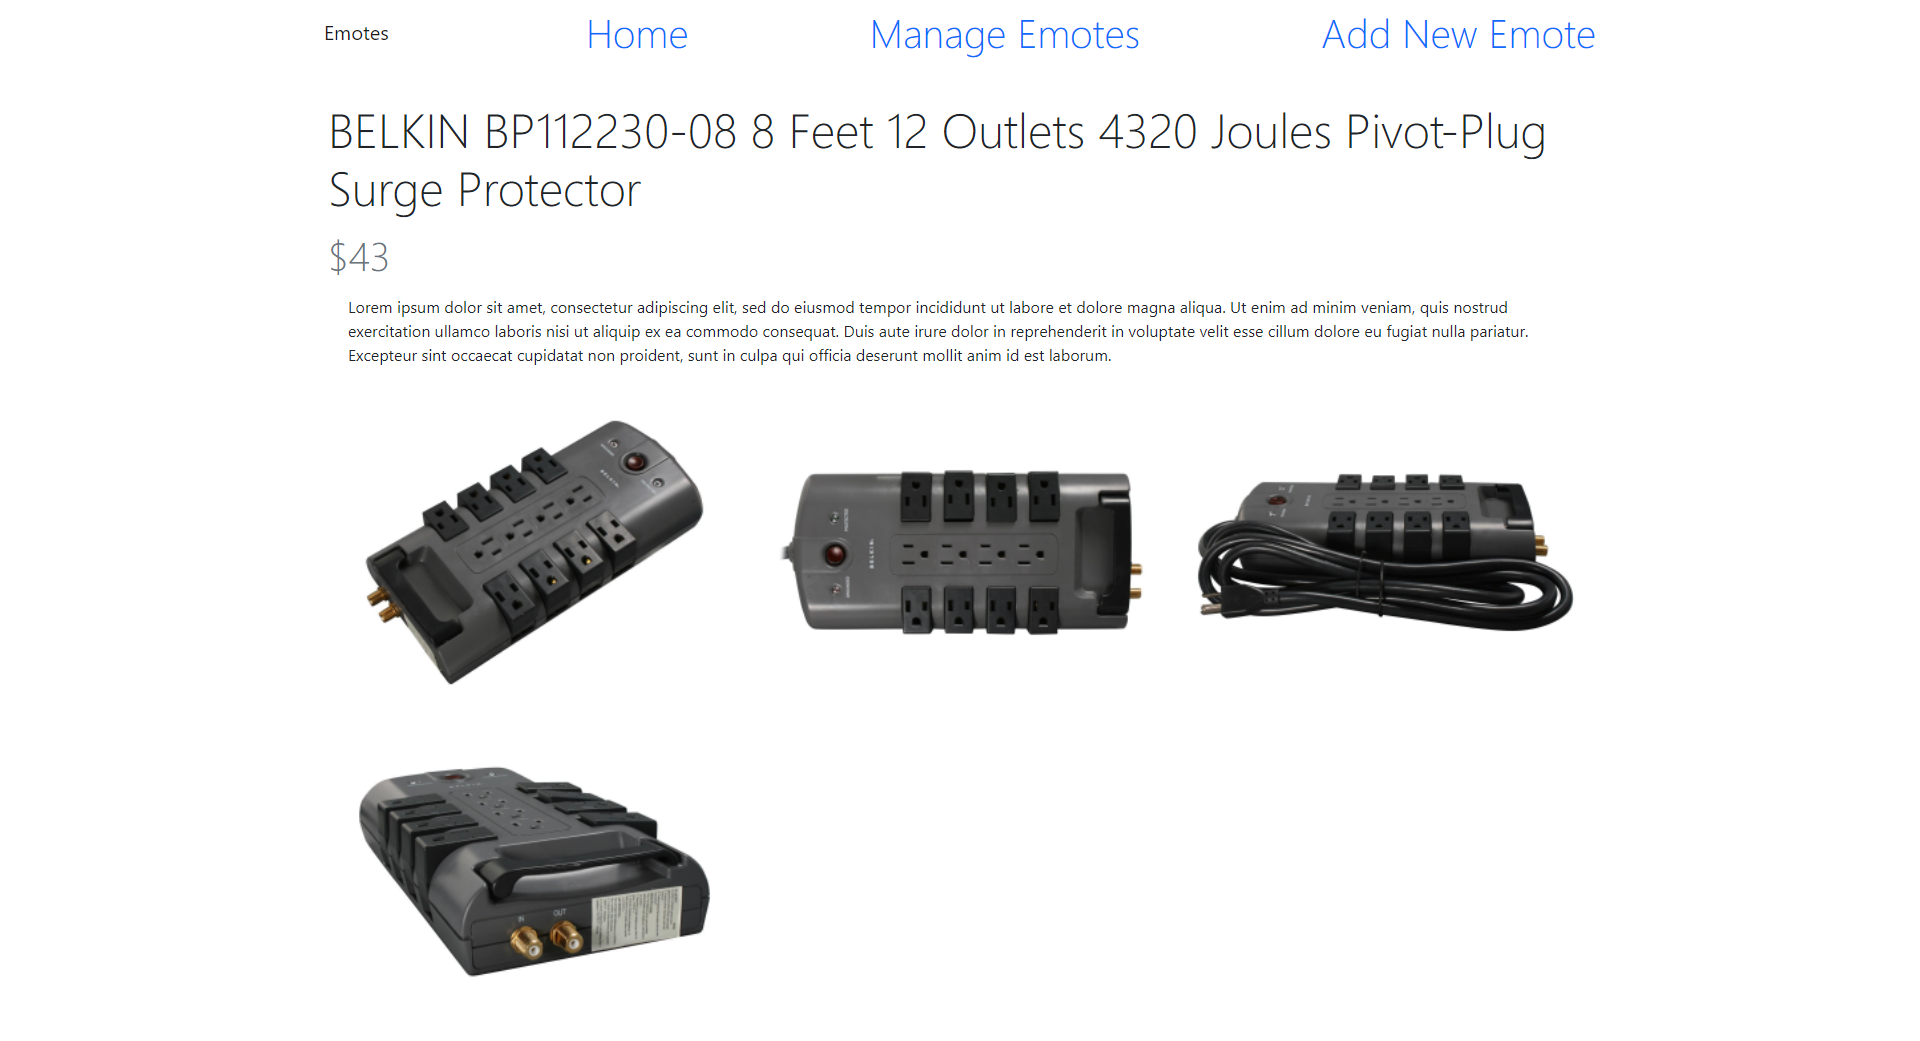 Emotes
Home
Manage Emotes
Add New Emote
BELKIN BP112230-08 8 Feet 12 Outlets 4320 Joules Pivot-Plug
Surge Protector
$43
Lorem ipsum dolor sit amet, consectetur adipiscing elit, sed do eiusmod tempor incididunt ut labore et dolore magna aliqua. Ut enim ad minim veniam, quis nostrud
exercitation ullamco laboris nisi ut aliquip ex ea commodo consequat. Duis aute irure dolor in reprehenderit in voluptate velit esse cillum dolore eu fugiat nulla pariatur.
Excepteur sint occaecat cupidatat non proident, sunt in culpa qui officia deserunt mollit anim id est laborum.
BELKIN
BELKIN
IN
OUT